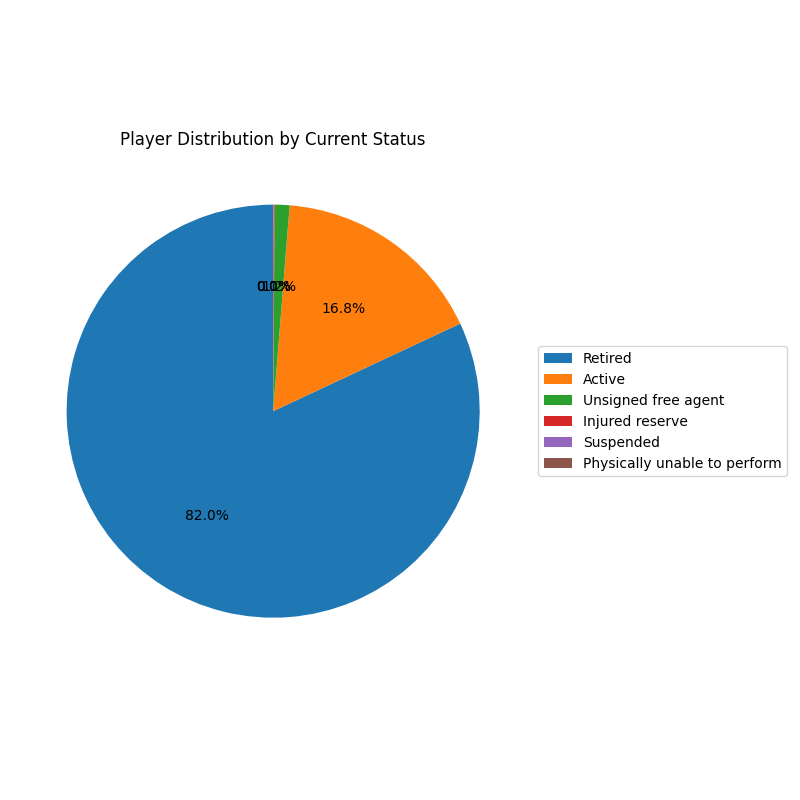 Player Distribution by Current Status
16.8%
82.0%
Retired
Active
Unsigned free agent
Injured reserve
Suspended
Physically unable to perform